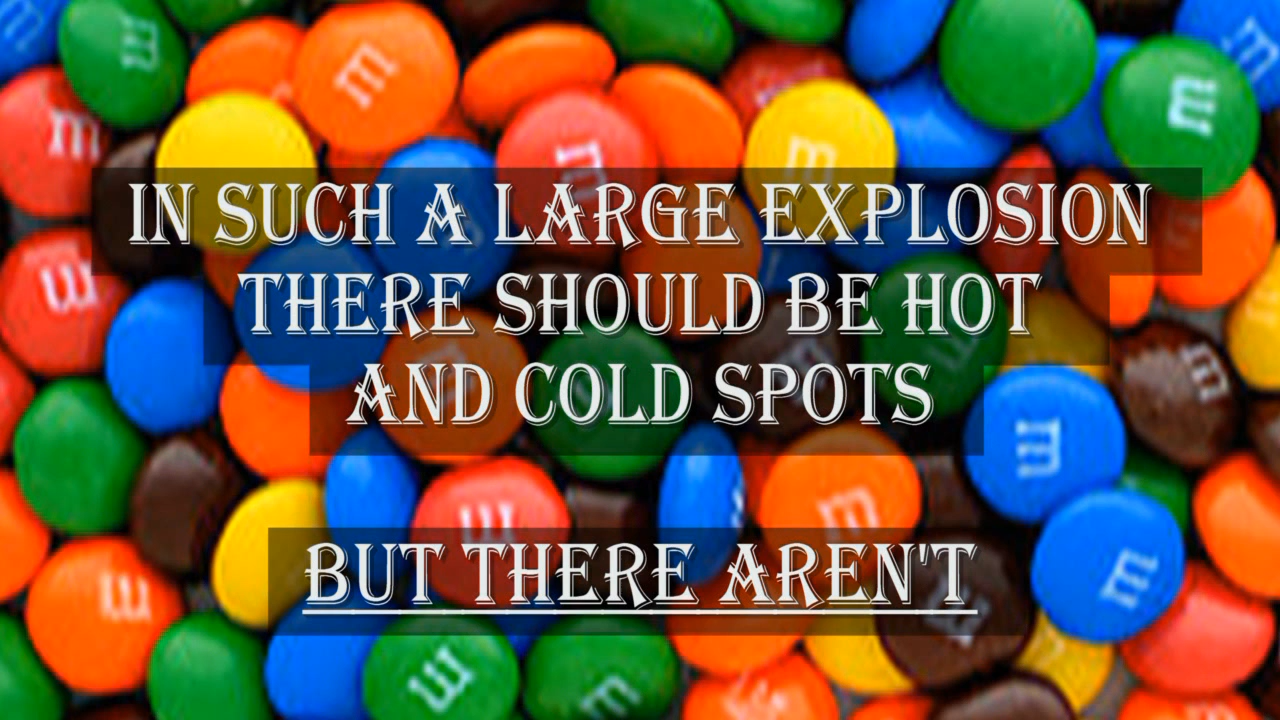 IN SUCH A LARGE EXPLOSION
THERE SHOULD BE HOT
AND COLD SPOTS
BUT THERE AREN'T